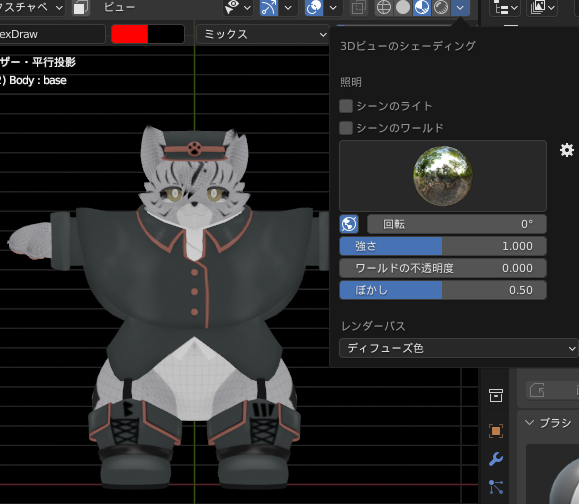 クスチャペ
ビュー
exDraw
ミックス
ザー・平行投影
) Body : base
3Dビューのシェーディング
照明
シーンのライト
シーンのワールド
回転 0°
強さ 1.000
ワールドの不透明度 0.000
ぼかし 0.50
レンダーパス
ディフューズ色
ブラシ